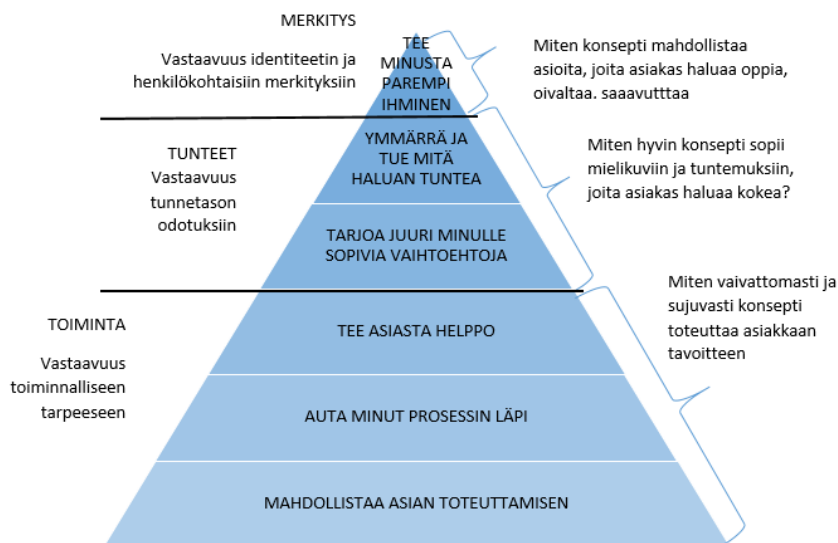 MERKITYS
Vastaavuus identiteetin ja
henkilökohtaisiin merkityksiin
TEE
MINUSTA
PAREMPI
IHMINEN
Miten konsepti mahdollistaa
asioita, joita asiakas haluaa oppia,
oivaltaa. saaavutttaa
TUNTEET
Vastaavuus
tunnetason
odotuksiin
YMMÄRRÄ JA
TUE MITÄ
HALUAN TUNTEA
Miten hyvin konsepti sopii
mielikuviin ja tuntemuksiin,
joita asiakas haluaa kokea?
TARJOA JUURI MINULLE
SOPIVIA VAIHTOEHTOJA
TOIMINTA
Vastaavuus
toiminnalliseen
tarpeeseen
TEE ASIASTA HELPPO
Miten vaivattomasti ja
sujuvasti konsepti
toteuttaa asiakkaan
tavoitteen
AUTA MINUT PROSESSIN LÄPI
MAHDOLLISTAA ASIAN TOTEUTTAMISEN